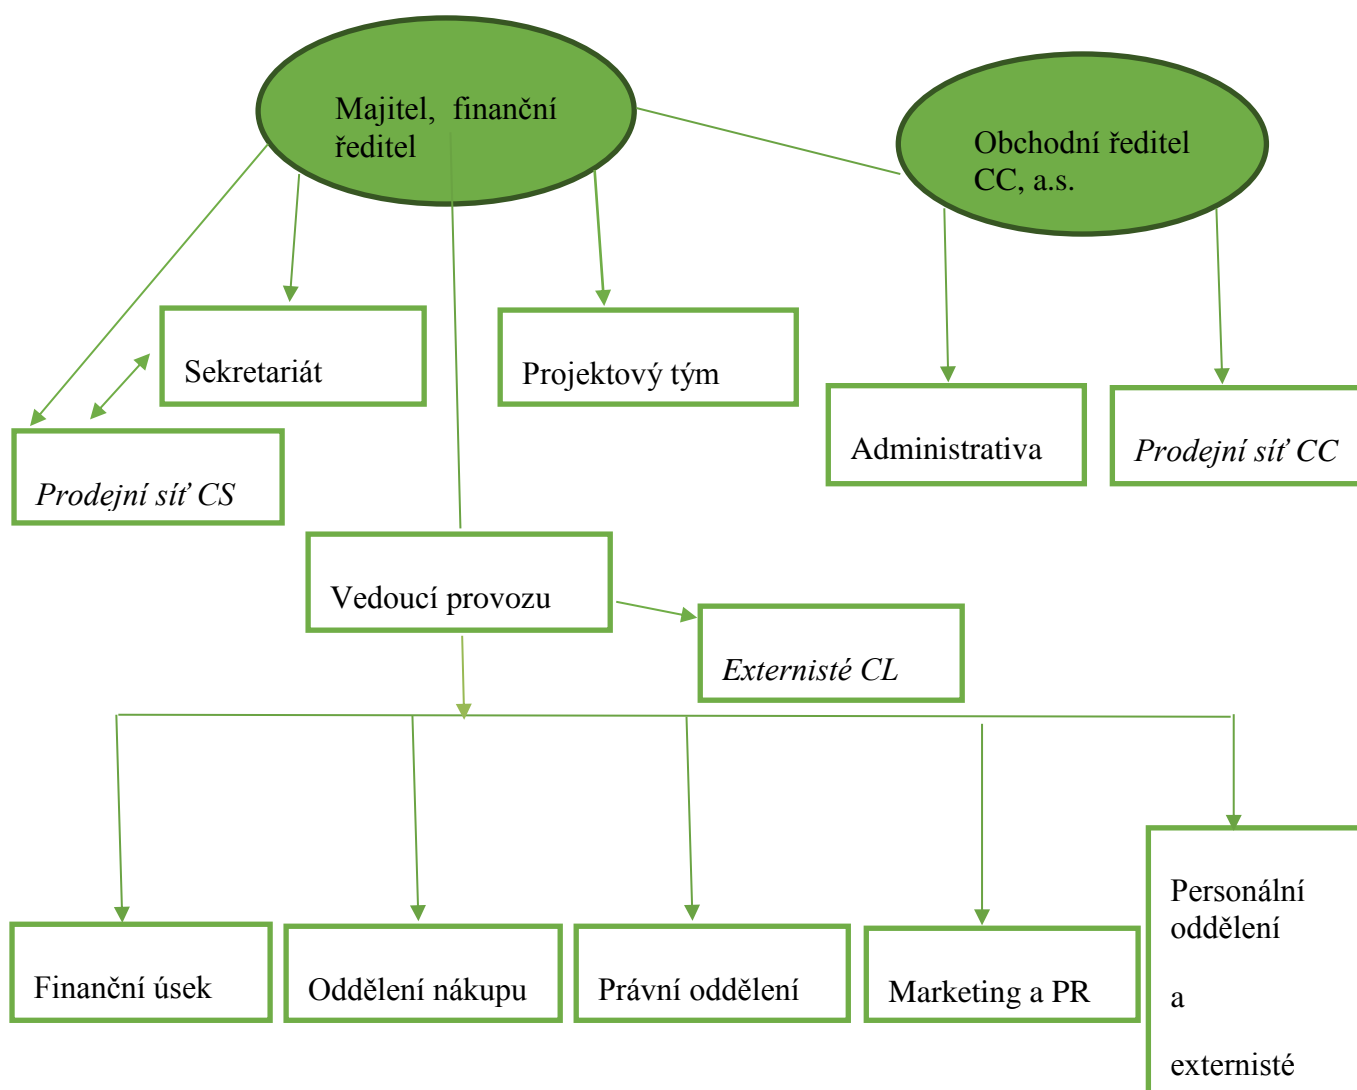 Majitel, finanční
ředitel
Obchodní ředitel
CC, a.s.
Sekretariát
Projektový tým
Administrativa
Prodejní síť CC
Prodejní síť CS
Vedoucí provozu
Externisté CL
Finanční úsek
Oddělení nákupu
Právní oddělení
Marketing a PR
Personální
oddělení
a
externisté